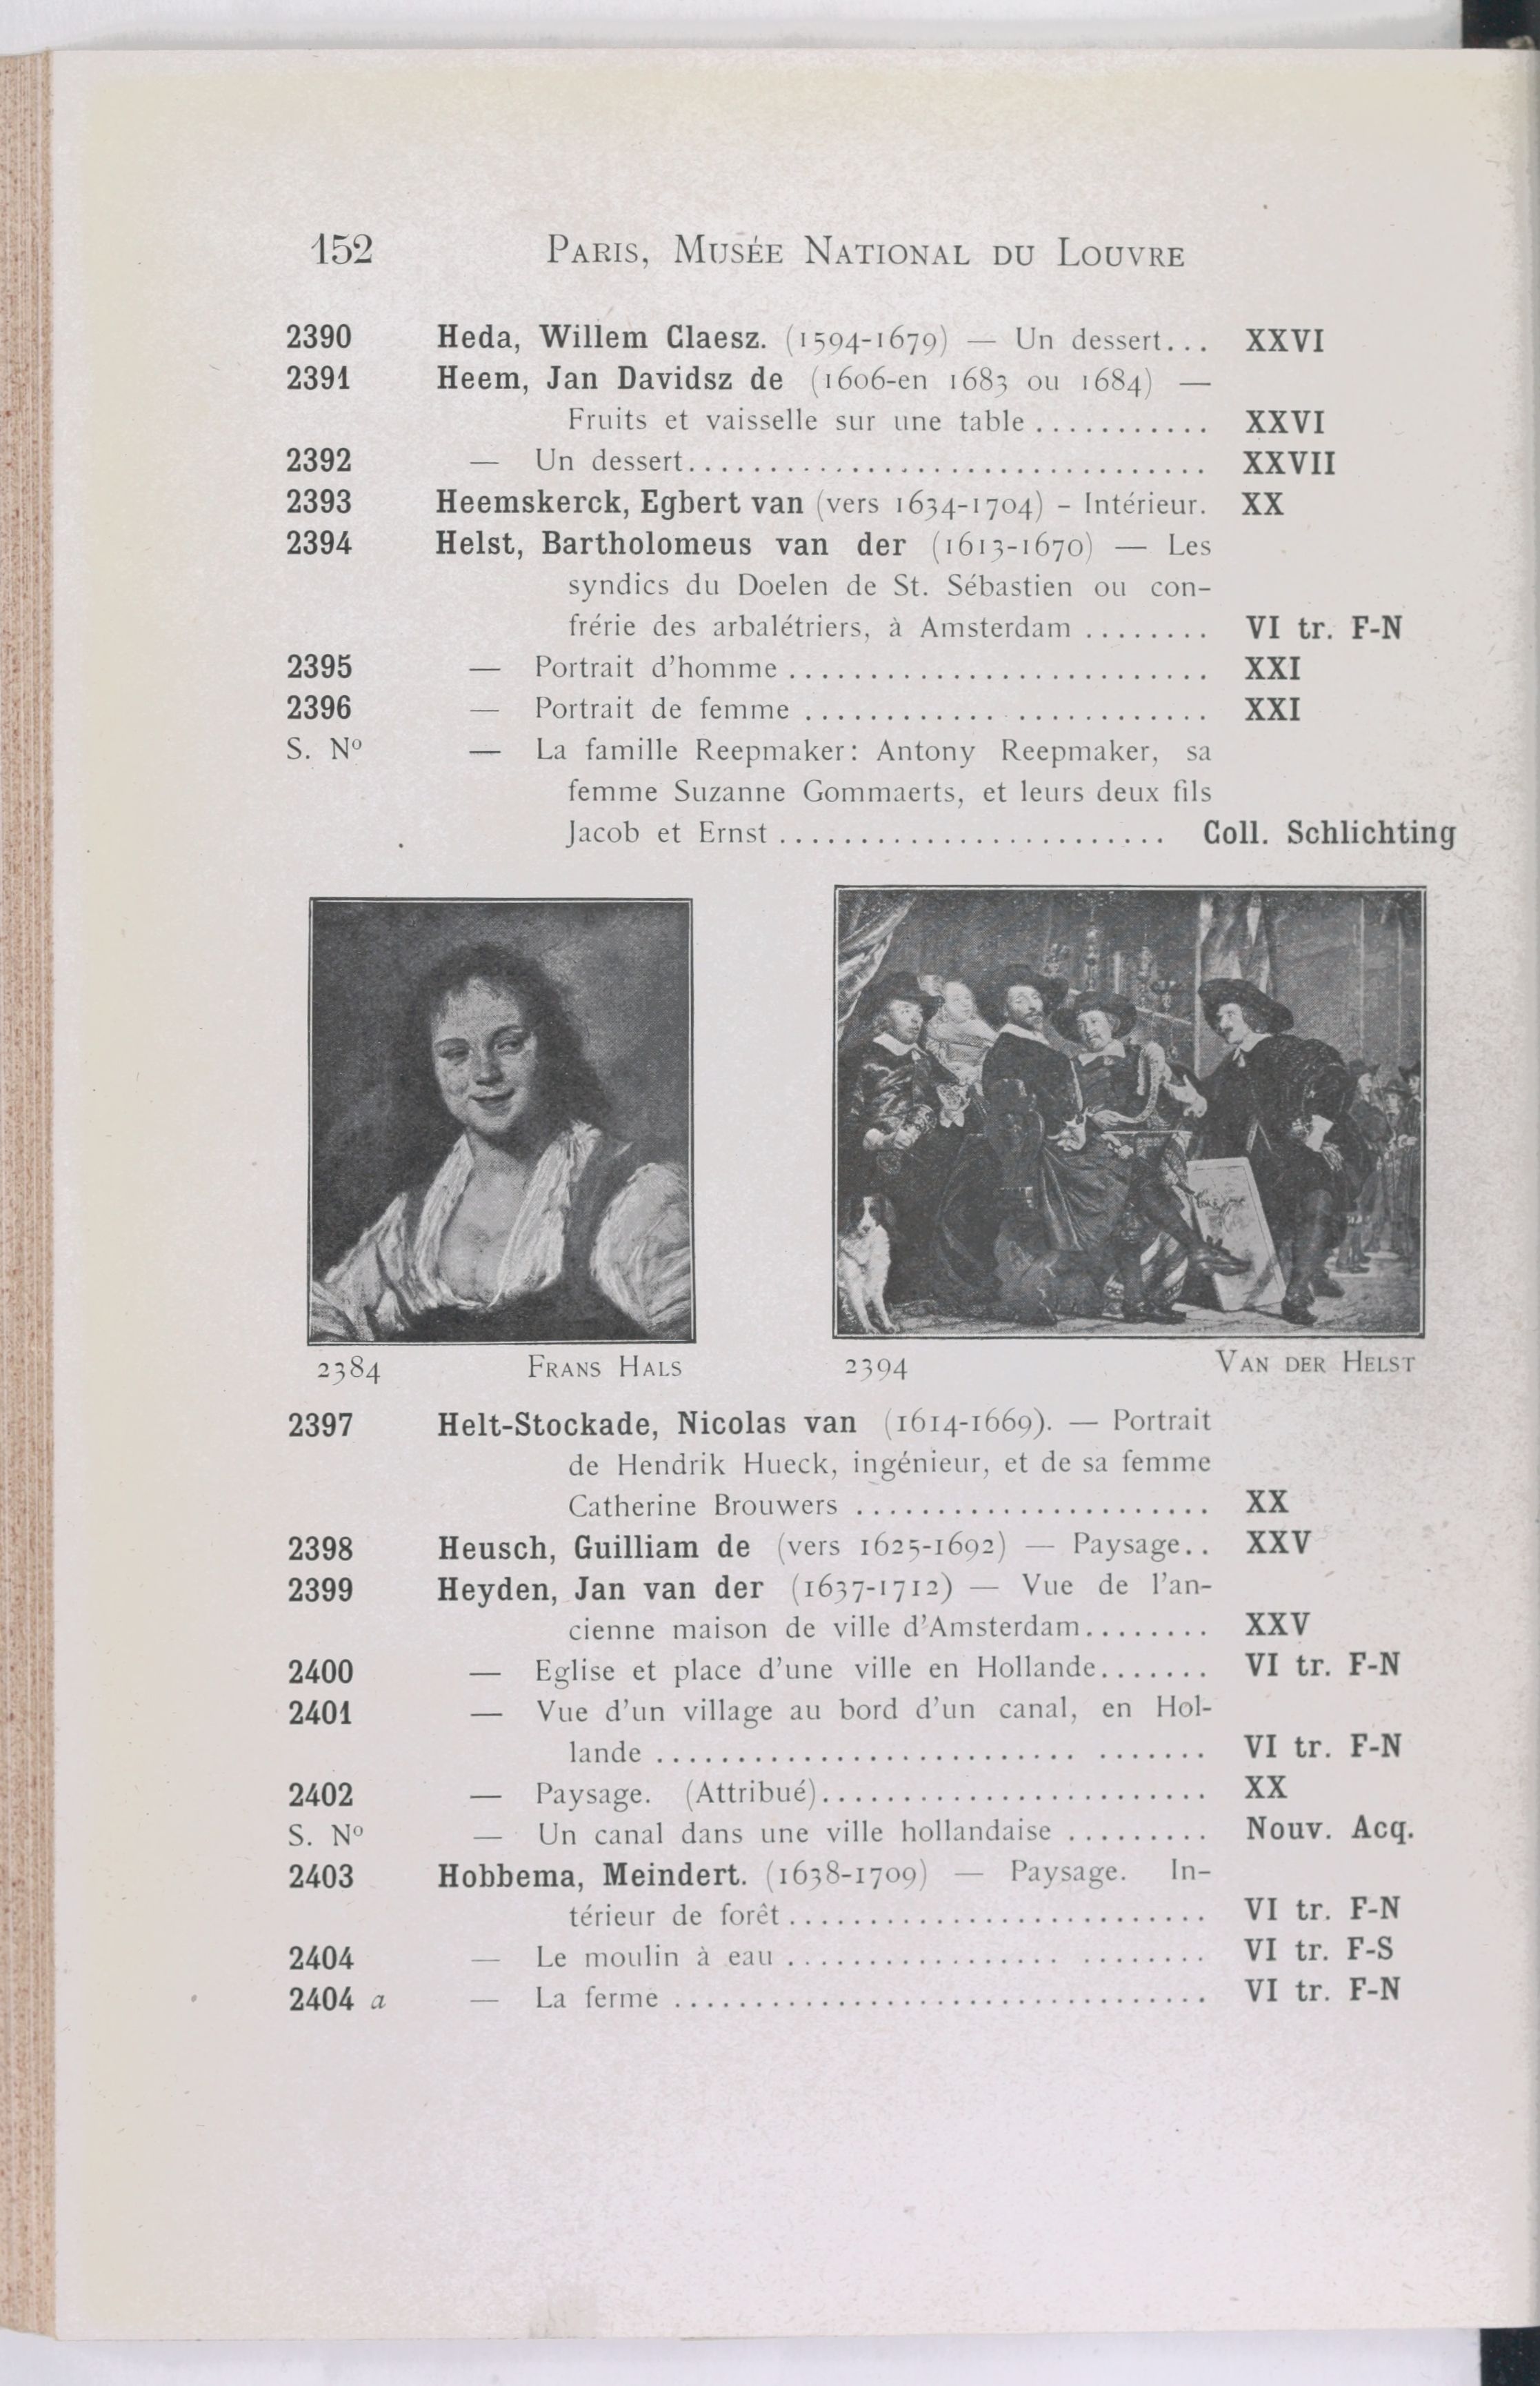 152 PARIS, MUSÉE NATIONAL DU LOUVRE
2390 Heda, Willem Claesz. (1594-1679) — Un dessert... XXVI
2391 Heem, Jan Davidsz de (1606-en 1683 ou 1684) —
Fruits et vaisselle sur une table ........... XXVI
2392 — Un dessert................................ XXVII
2393 Heemskerck, Egbert van (vers 1634-1704) - Intérieur. XX
2394 Helst, Bartholomeus van der (1613-1670) — Les
syndics du Doelen de St. Sébastien ou con-
frérie des arbalétriers, à Amsterdam ........ VI tr. F-N
2395 — Portrait d'homme .......................... XXI
2396 — Portrait de femme ......................... XXI
S. Nº — La famille Reepmaker: Antony Reepmaker, sa
femme Suzanne Gommaerts, et leurs deux fils
Jacob et Ernst ........................ Coll. Schlichting
2384 FRANS HALS
2394 VAN DER HELST
2397 Helt-Stockade, Nicolas van (1614-1669). — Portrait
de Hendrik Hueck, ingénieur, et de sa femme
Catherine Brouwers ...................... XX
2398 Heusch, Guilliam de (vers 1625-1692) — Paysage.. XXV
2399 Heyden, Jan van der (1637-1712) — Vue de l'an-
cienne maison de ville d'Amsterdam........ XXV
2400 — Eglise et place d'une ville en Hollande....... VI tr. F-N
2401 — Vue d'un village au bord d'un canal, en Hol-
lande ................................. VI tr. F-N
2402 — Paysage. (Attribué)........................ XX
S. Nº — Un canal dans une ville hollandaise ......... Nouv. Acq.
2403 Hobbema, Meindert. (1638-1709) — Paysage. In-
térieur de forêt.......................... VI tr. F-N
2404 — Le moulin à eau ......................... VI tr. F-S
2404 a — La ferme ................................. VI tr. F-N